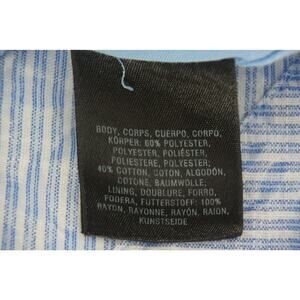 BODY, CORPS, CUERPO, CORPO,
KÖRPER: 60% POLYESTER,
POLYESTER, POLIÉSTER,
POLIESTERE, POLYESTER;
40% COTTON, COTON, ALGODÓN,
COTONE, BAUMWOLLE;
LINING, DOUBLURE, FORRO,
FODERA, FUTTERSTOFF: 100%
RAYON, RAYONNE, RAYÓN, RAION,
KUNSTSEIDE